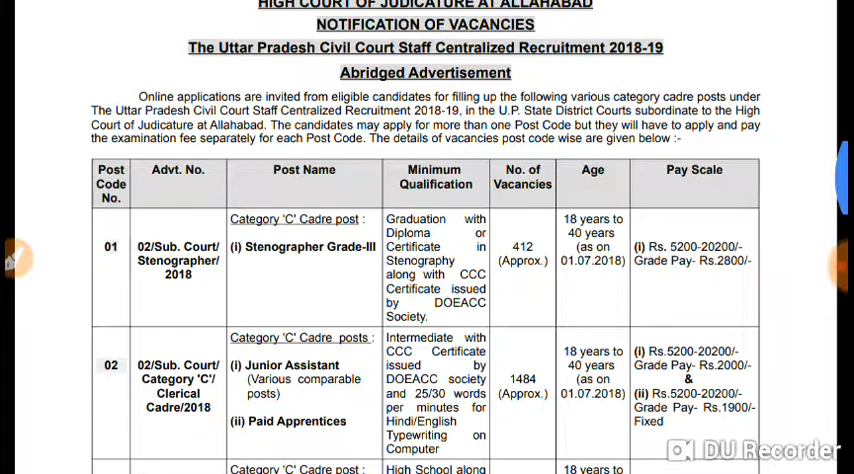 HIGH COURT OF JUDICATURE AT ALLAHABAD
NOTIFICATION OF VACANCIES
The Uttar Pradesh Civil Court Staff Centralized Recruitment 2018-19
Abridged Advertisement
Online applications are invited from eligible candidates for filling up the following various category cadre posts under
The Uttar Pradesh Civil Court Staff Centralized Recruitment 2018-19, in the U.P. State District Courts subordinate to the High
Court of Judicature at Allahabad. The candidates may apply for more than one Post Code but they will have to apply and pay
the examination fee separately for each Post Code. The details of vacancies post code wise are given below :-
Post
Code
No.
Advt. No.
Post Name
Minimum
Qualification
No. of
Vacancies
Age
Pay Scale
01
02/Sub. Court/
Stenographer/
2018
Category 'C' Cadre post :
(i) Stenographer Grade-III
Graduation with
Diploma or
Certificate in
Stenography
along with CCC
Certificate issued
by DOEACC
Society.
412
(Approx.)
18 years to
40 years
(as on
01.07.2018)
(i) Rs. 5200-20200/-
Grade Pay- Rs.2800/-
02
02/Sub. Court/
Category 'C'/
Clerical
Cadre/2018
Category 'C' Cadre posts :
(i) Junior Assistant
(Various comparable
posts)
(ii) Paid Apprentices
Intermediate with
CCC Certificate
issued by
DOEACC society
and 25/30 words
per minutes for
Hindi/English
Typewriting on
Computer
1484
(Approx.)
18 years to
40 years
(as on
01.07.2018)
(i) Rs.5200-20200/-
Grade Pay- Rs.2000/-
&
(ii) Rs.5200-20200/-
Grade Pay- Rs.1900/-
Fixed
Category 'C' Cadre post :
High School along
18 years to
DU Recorder